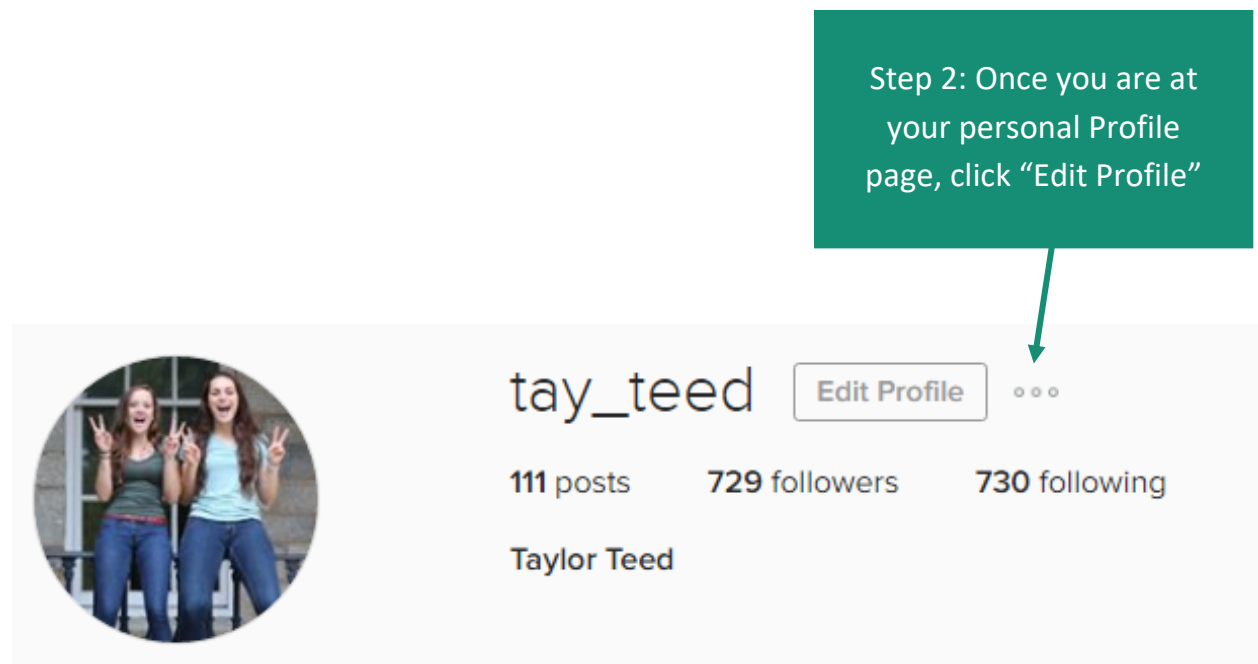 Step 2: Once you are at
your personal Profile
page, click “Edit Profile”
tay_teed Edit Profile
111 posts 729 followers 730 following
Taylor Teed